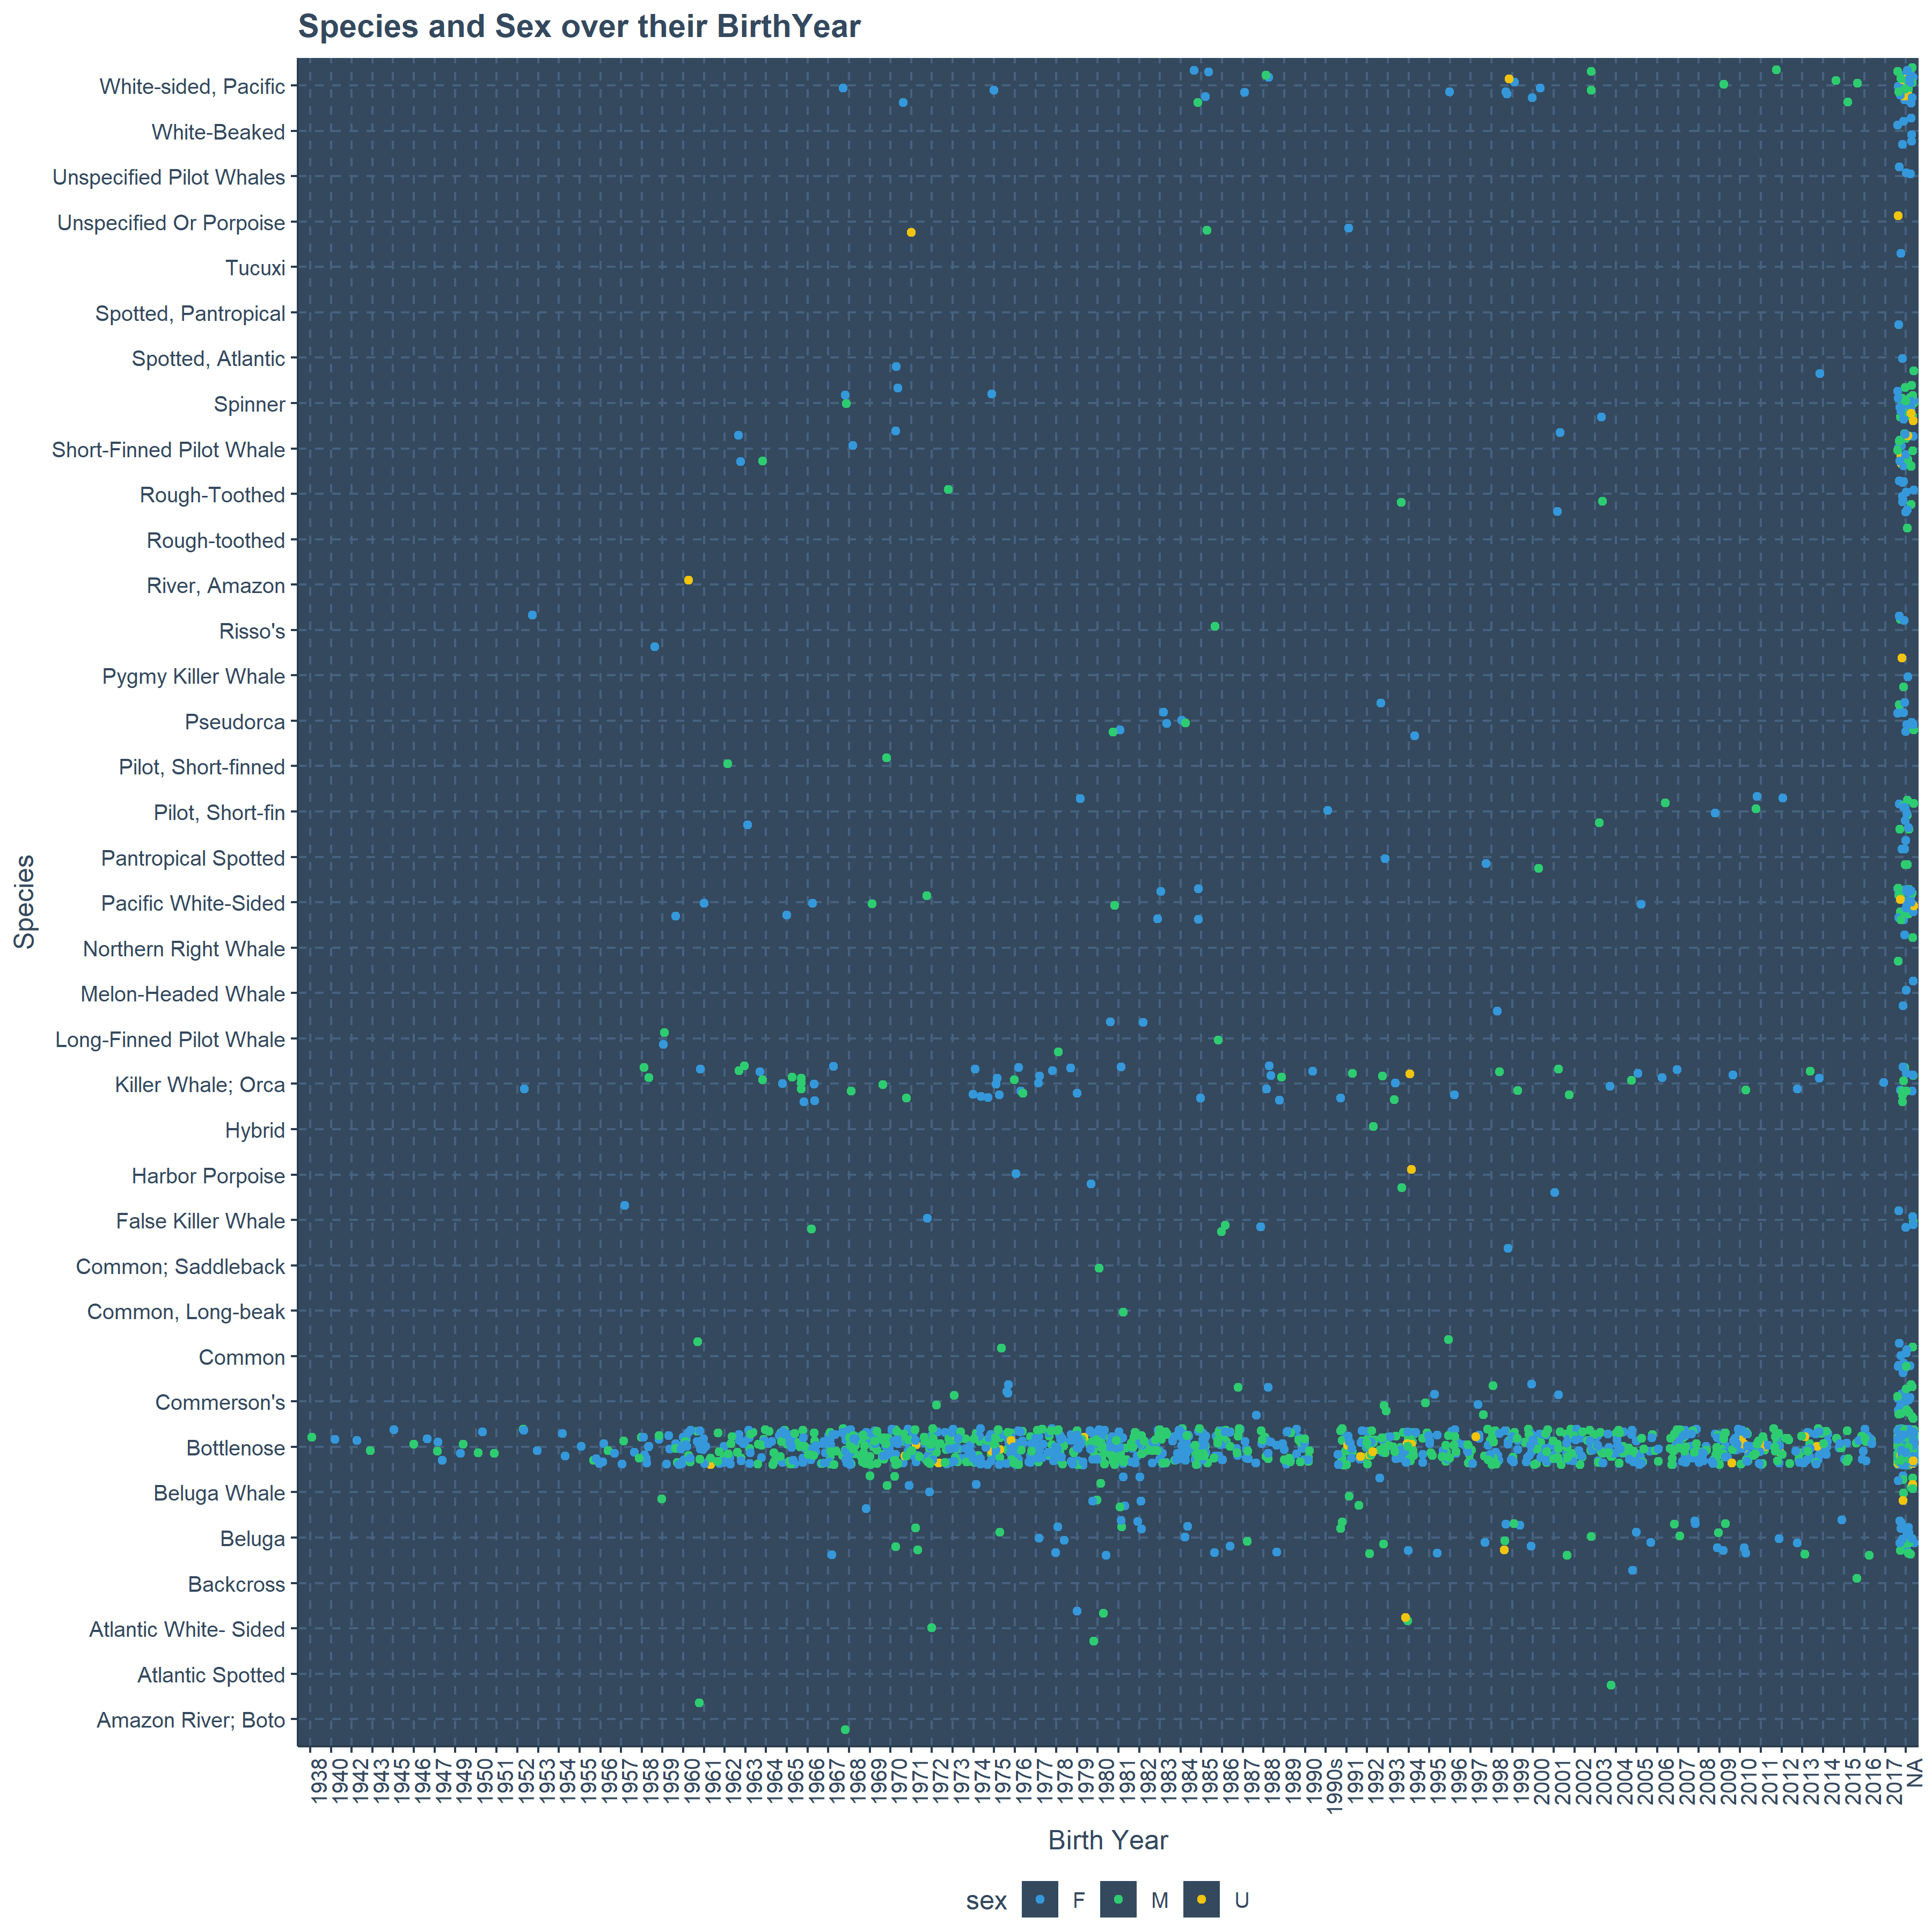 Species and Sex over their BirthYear
White-sided, Pacific
White-Beaked
Unspecified Pilot Whales
Unspecified Or Porpoise
Tucuxi
Spotted, Pantropical
Spotted, Atlantic
Spinner
Short-Finned Pilot Whale
Rough-Toothed
Rough-toothed
River, Amazon
Risso's
Pygmy Killer Whale
Pseudorca
Pilot, Short-finned
Pilot, Short-fin
Pantropical Spotted
Pacific White-Sided
Northern Right Whale
Melon-Headed Whale
Long-Finned Pilot Whale
Killer Whale; Orca
Hybrid
Harbor Porpoise
False Killer Whale
Common; Saddleback
Common, Long-beak
Common
Commerson's
Bottlenose
Beluga Whale
Beluga
Backcross
Atlantic White- Sided
Atlantic Spotted
Amazon River; Boto
Species
1938
1940
1942
1943
1945
1946
1947
1949
1950
1951
1952
1953
1954
1955
1956
1957
1958
1959
1960
1961
1962
1963
1964
1965
1966
1967
1968
1969
1970
1971
1972
1973
1974
1975
1976
1977
1978
1979
1980
1981
1982
1983
1984
1985
1986
1987
1988
1989
1990
1990s
1991
1992
1993
1994
1995
1996
1997
1998
1999
2000
2001
2002
2003
2004
2005
2006
2007
2008
2009
2010
2011
2012
2013
2014
2015
2016
2017
NA
Birth Year
sex F M U